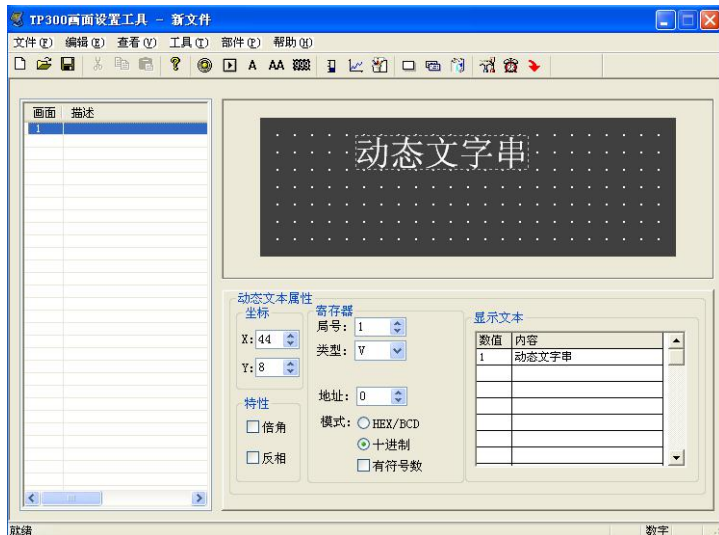 TP300画面设置工具 - 新文件
文件(F) 编辑(E) 查看(V) 工具(T) 部件(P) 帮助(H)
A AA
画面 描述
1
动态文字串
动态文本属性
坐标
X: 44
Y: 8
特性
倍角
反相
寄存器
局号: 1
类型: V
地址: 0
模式: HEX/BCD
十进制
有符号数
显示文本
数值 内容
1 动态文字串
就绪 数字